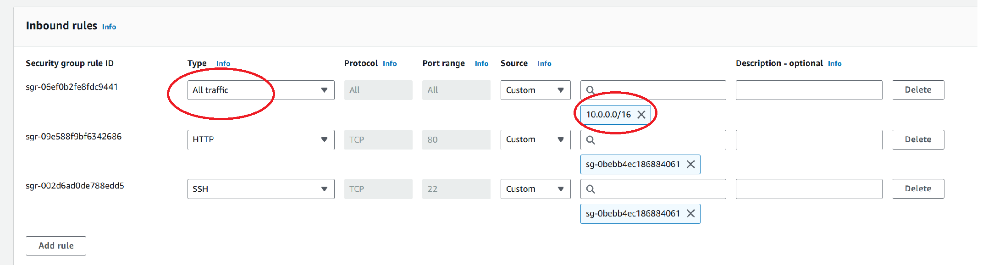 Inbound rules Info
Security group rule ID Type Info Protocol Info Port range Info Source Info Description - optional Info
sgr-06ef0b2fe8fdc9441 All traffic All All Custom Delete
10.0.0.0/16
sgr-09e588f9bf6342686 HTTP TCP 80 Custom Delete
sg-0bebb4ec186884061
sgr-002d6ad0de788edd5 SSH TCP 22 Custom Delete
sg-0bebb4ec186884061
Add rule